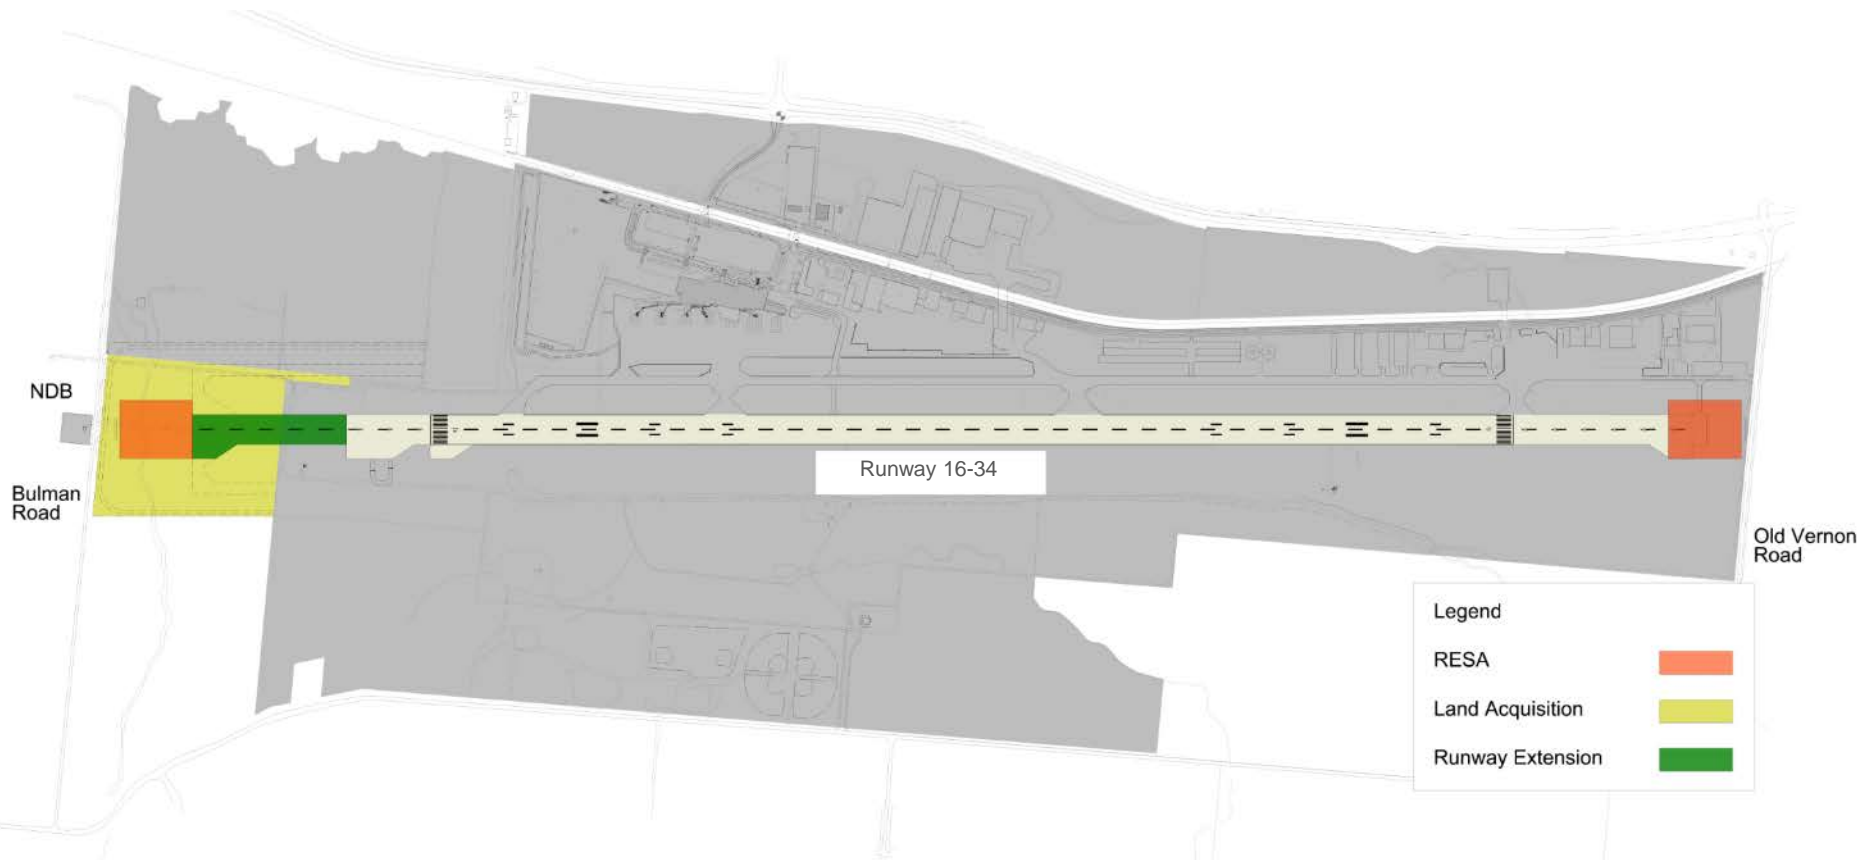 NDB
Bulman
Road
Runway 16-34
Old Vernon
Road
Legend
RESA
Land Acquisition
Runway Extension